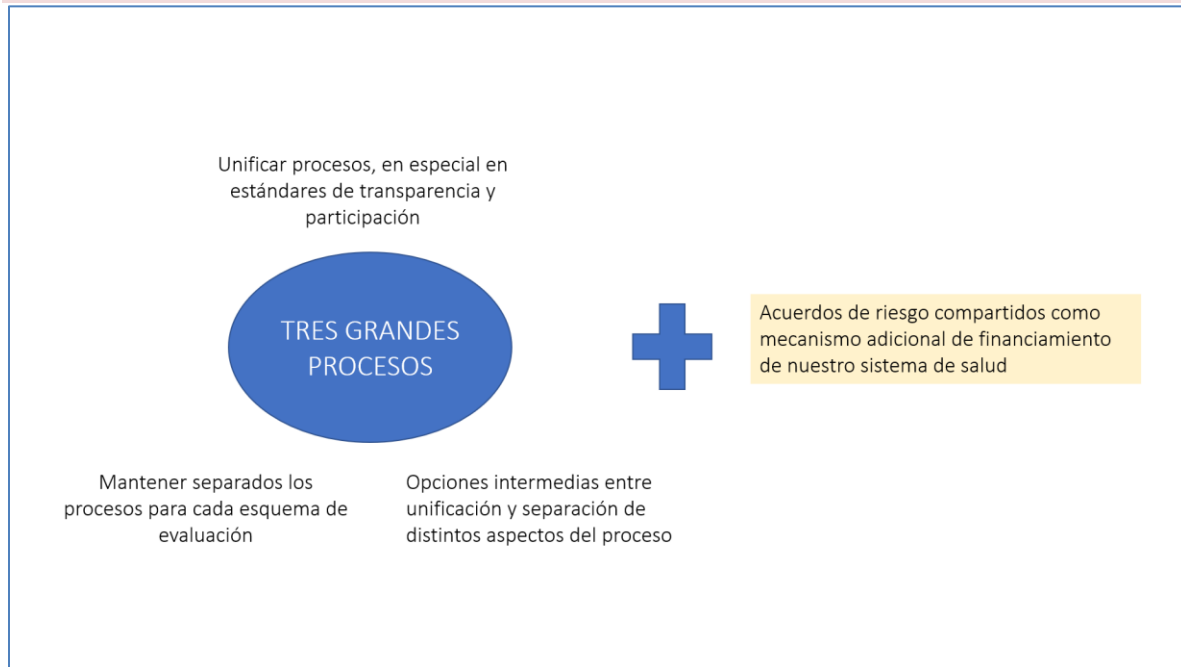 Unificar procesos, en especial en
estándares de transparencia y
participación
TRES GRANDES
PROCESOS
Acuerdos de riesgo compartidos como
mecanismo adicional de financiamiento
de nuestro sistema de salud
Mantener separados los
procesos para cada esquema de
evaluación
Opciones intermedias entre
unificación y separación de
distintos aspectos del proceso